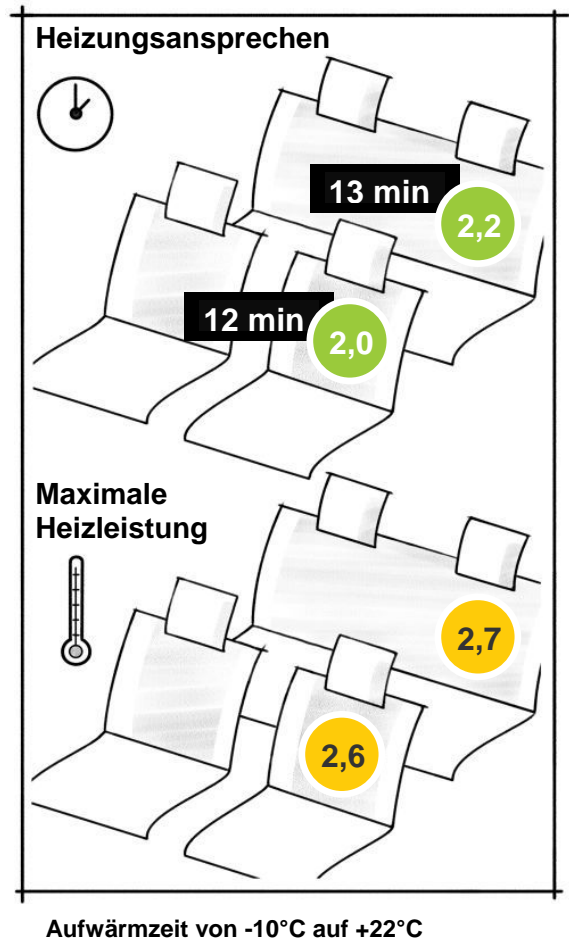 Heizungsansprechen
13 min
2,2
12 min
2,0
Maximale
Heizleistung
2,7
2,6
Aufwärmzeit von -10°C auf +22°C